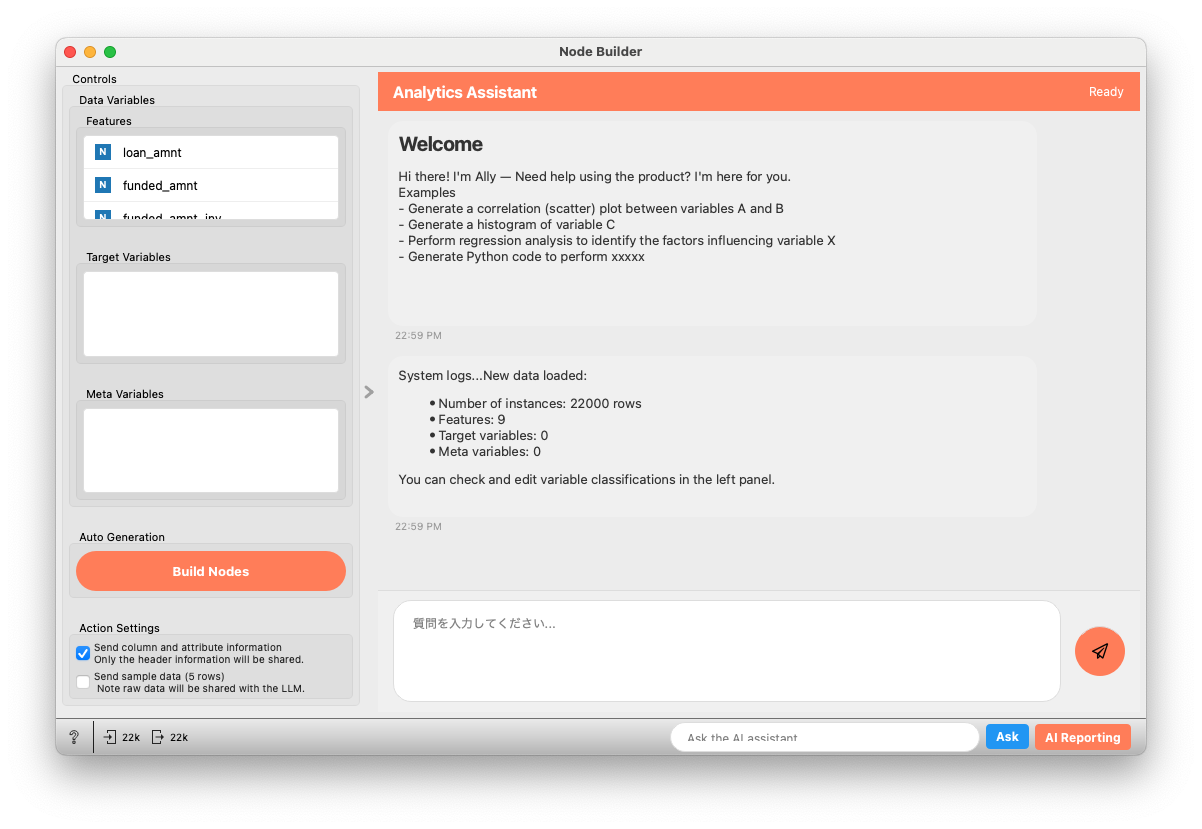 Node Builder
Controls
Data Variables
Features
N loan_amnt
N funded_amnt
N funded_amnt_inv
Target Variables
Meta Variables
Auto Generation
Build Nodes
Action Settings
Send column and attribute information
Only the header information will be shared.
Send sample data (5 rows)
Note raw data will be shared with the LLM.
Analytics Assistant
Ready
Welcome
Hi there! I'm Ally — Need help using the product? I'm here for you.
Examples
- Generate a correlation (scatter) plot between variables A and B
- Generate a histogram of variable C
- Perform regression analysis to identify the factors influencing variable X
- Generate Python code to perform xxxxx
22:59 PM
System logs...New data loaded:
• Number of instances: 22000 rows
• Features: 9
• Target variables: 0
• Meta variables: 0
You can check and edit variable classifications in the left panel.
22:59 PM
質問を入力してください...
? 22k 22k
Ask the AI assistant
Ask
AI Reporting